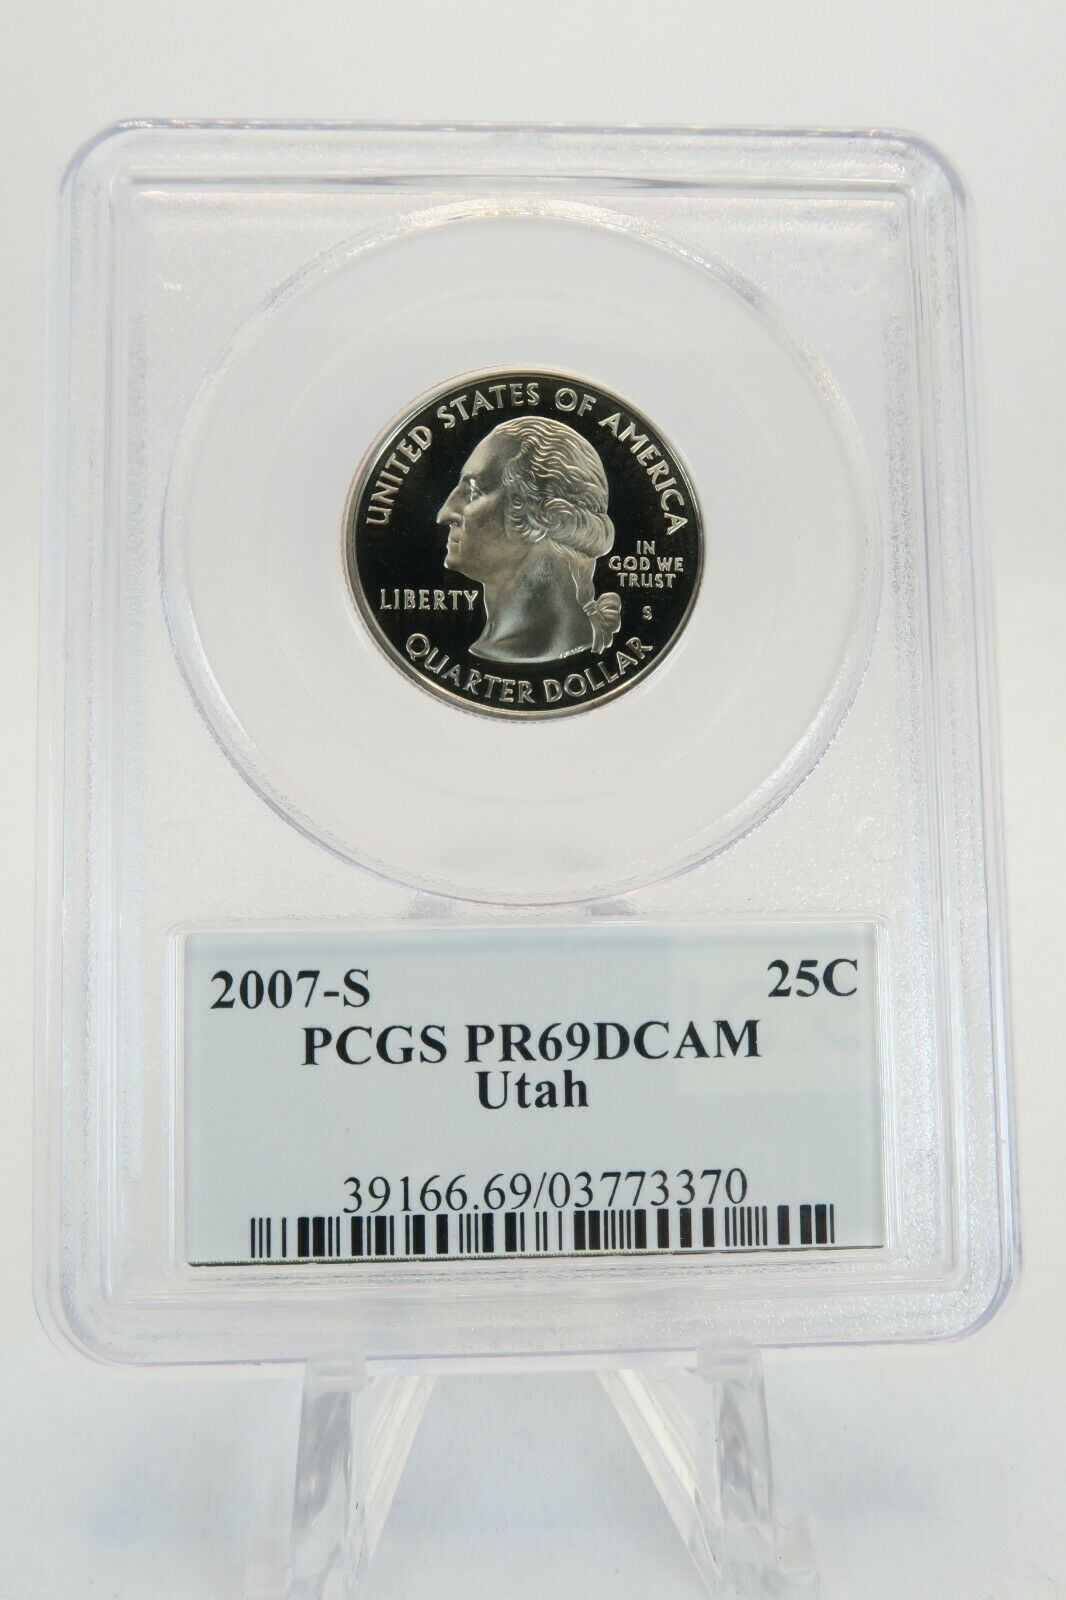 UNITED STATES OF AMERICA
LIBERTY
IN
GOD WE
TRUST
S
QUARTER DOLLAR
2007-S 25C
PCGS PR69DCAM
Utah
39166.69/03773370